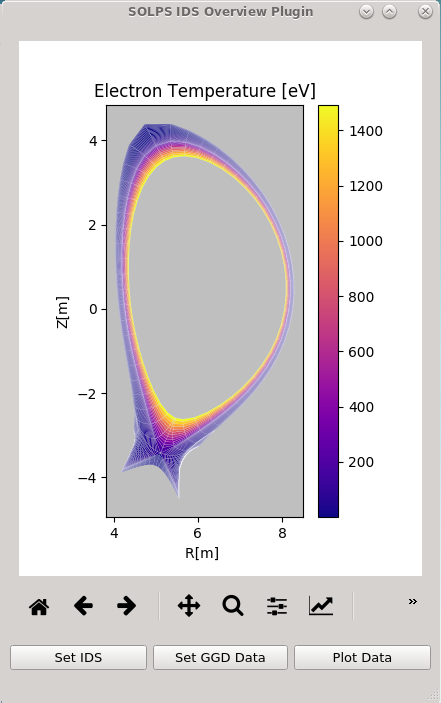 SOLPS IDS Overview Plugin
Electron Temperature [eV]
4
2
0
−2
−4
Z[m]
4 6 8
R[m]
1400
1200
1000
800
600
400
200
»
Set IDS Set GGD Data Plot Data